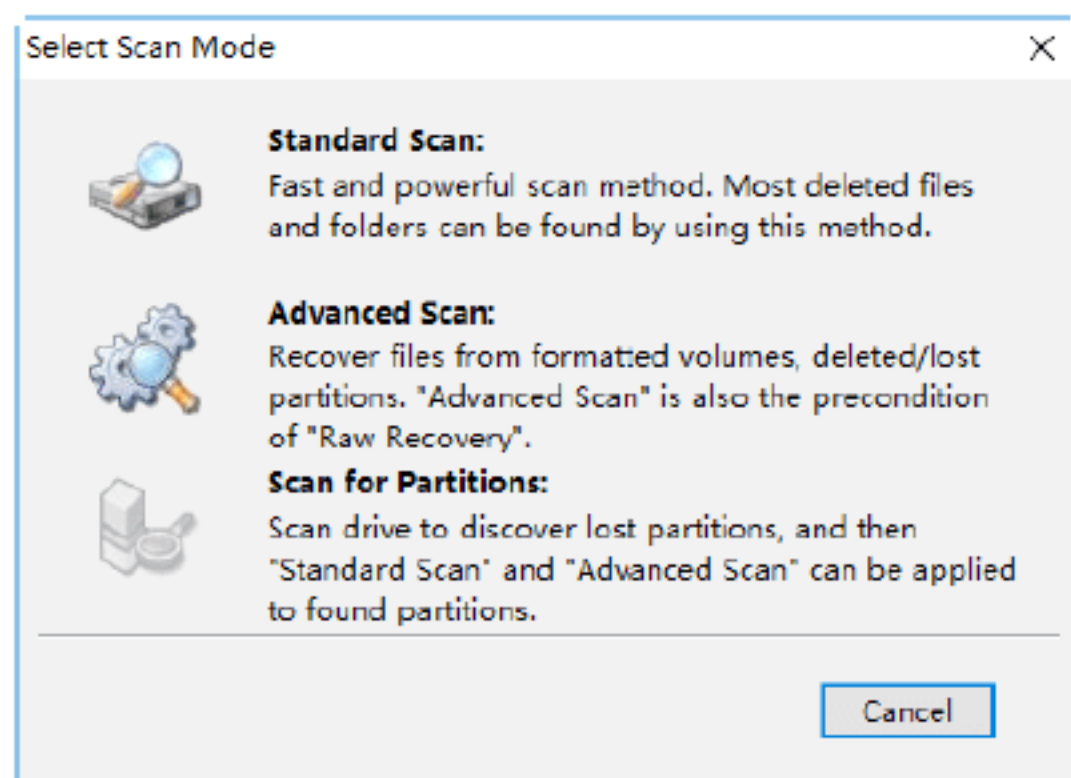 Select Scan Mode
Standard Scan:
Fast and powerful scan method. Most deleted files
and folders can be found by using this method.
Advanced Scan:
Recover files from formatted volumes, deleted/lost
partitions. "Advanced Scan" is also the precondition
of "Raw Recovery".
Scan for Partitions:
Scan drive to discover lost partitions, and then
"Standard Scan" and "Advanced Scan" can be applied
to found partitions.
Cancel